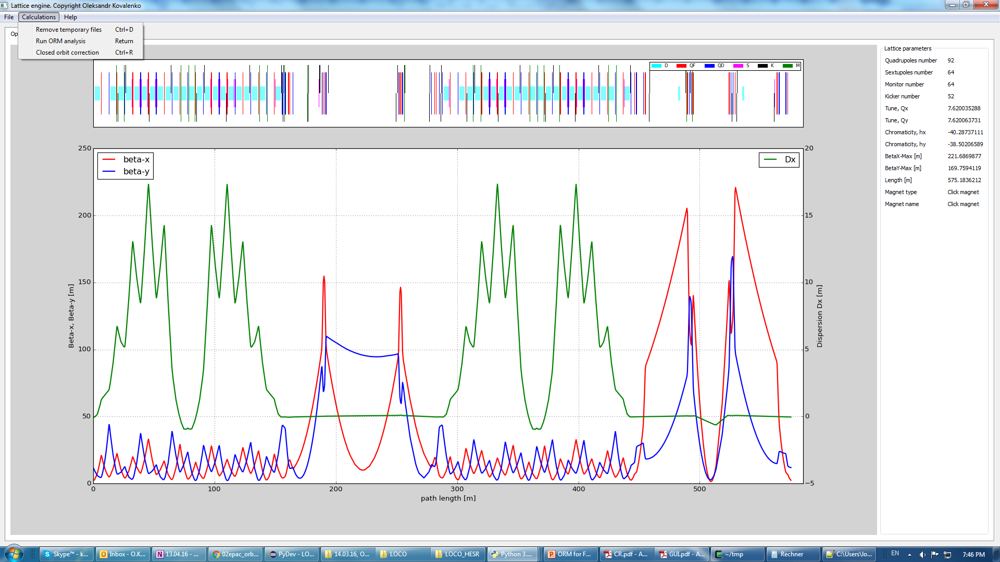 Lattice engine. Copyright Oleksandr Kovalenko
File Calculations Help
Remove temporary files Ctrl+D
Run ORM analysis Return
Closed orbit correction Ctrl+R
Op
D QF QD S K M
beta-x
beta-y
Dx
250
200
150
100
50
0
Beta-x, Beta-y [m]
20
15
10
5
0
−5
Dispersion Dx [m]
0 100 200 300 400 500
path length [m]
Lattice parameters
Quadrupoles number 92
Sextupoles number 64
Monitor number 64
Kicker number 52
Tune, Qx 7.620035288
Tune, Qy 7.620063731
Chromaticity, hx -40.28737111
Chromaticity, hy -38.50206589
BetaX-Max [m] 221.6869877
BetaY-Max [m] 169.7594119
Length [m] 575.1836212
Magnet type Click magnet
Magnet name Click magnet
Skype™ - k... Inbox - O.K... 13.04.16 - ... 02epac_orb... PyDev - LO... 14.03.16, O... LOCO LOCO_HESR Python 3.... ORM for F... CR.pdf - A... GUI.pdf - A... ~/tmp Rechner C:\Users\lo... EN 7:46 PM